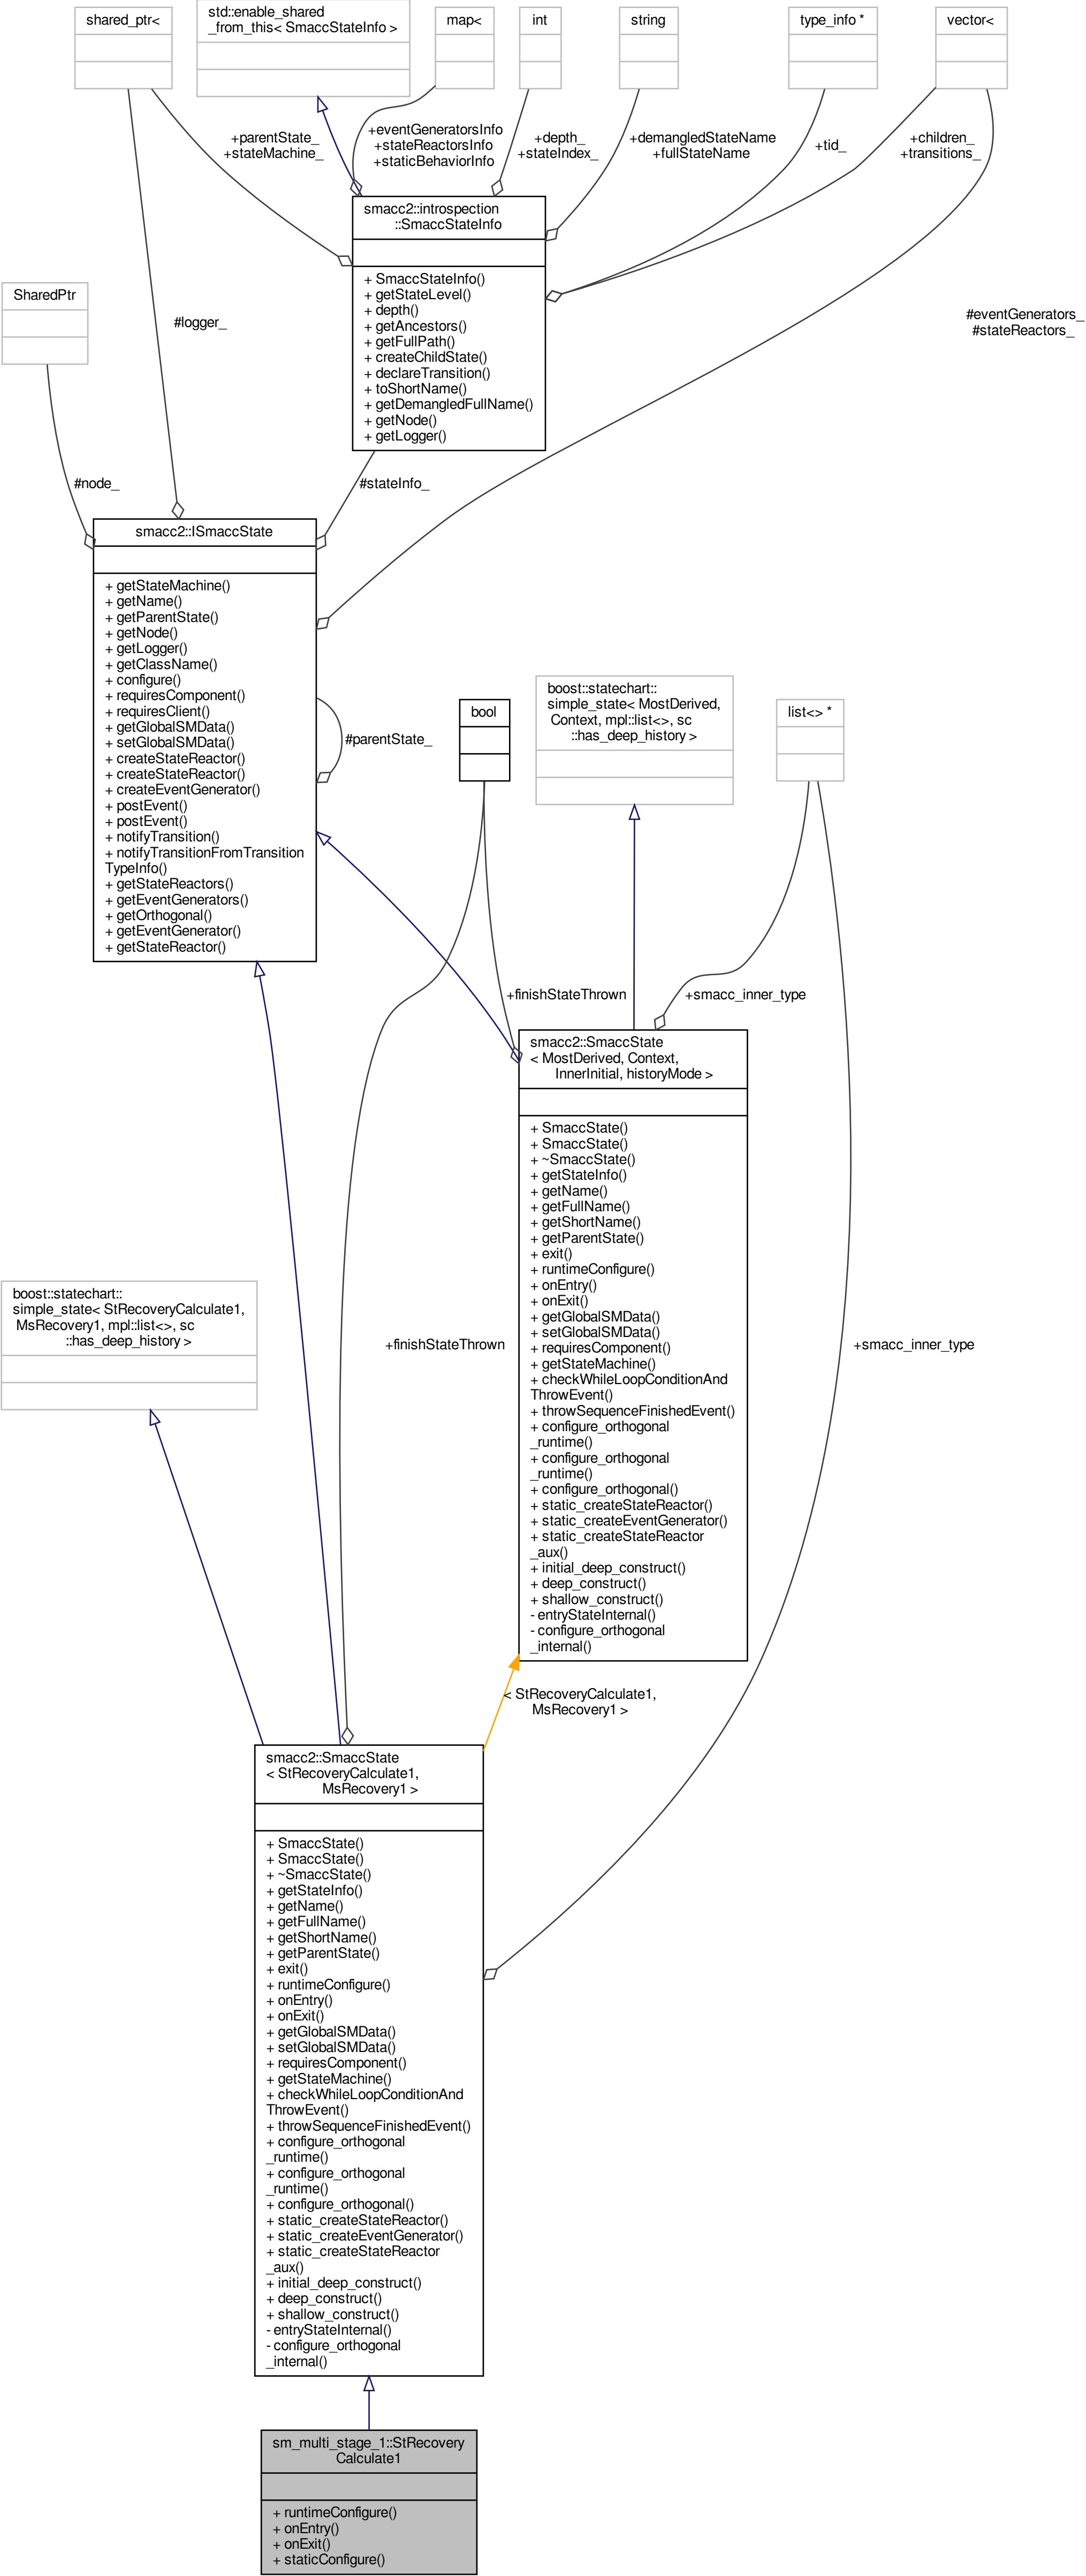 shared_ptr<
std::enable_shared
_from_this< SmaccStateInfo >
map<
int
string
type_info *
vector<
+parentState_
+stateMachine_
+eventGeneratorsInfo
+stateReactorsInfo
+staticBehaviorInfo
+depth_
+stateIndex_
+demangledStateName
+fullStateName
+tid_
+children_
+transitions_
smacc2::introspection
::SmaccStateInfo
+ SmaccStateInfo()
+ getStateLevel()
+ depth()
+ getAncestors()
+ getFullPath()
+ createChildState()
+ declareTransition()
+ toShortName()
+ getDemangledFullName()
+ getNode()
+ getLogger()
SharedPtr
#logger_
#eventGenerators_
#stateReactors_
#node_
#stateInfo_
smacc2::ISmaccState
+ getStateMachine()
+ getName()
+ getParentState()
+ getNode()
+ getLogger()
+ getClassName()
+ configure()
+ requiresComponent()
+ requiresClient()
+ getGlobalSMData()
+ setGlobalSMData()
+ createStateReactor()
+ createStateReactor()
+ createEventGenerator()
+ postEvent()
+ postEvent()
+ notifyTransition()
+ notifyTransitionFromTransition
TypeInfo()
+ getStateReactors()
+ getEventGenerators()
+ getOrthogonal()
+ getEventGenerator()
+ getStateReactor()
#parentState_
bool
boost::statechart::
simple_state< MostDerived,
Context, mpl::list<>, sc
::has_deep_history >
list<> *
+finishStateThrown
+smacc_inner_type
smacc2::SmaccState
< MostDerived, Context,
InnerInitial, historyMode >
+ SmaccState()
+ SmaccState()
+ ~SmaccState()
+ getStateInfo()
+ getName()
+ getFullName()
+ getShortName()
+ getParentState()
+ exit()
+ runtimeConfigure()
+ onEntry()
+ onExit()
+ getGlobalSMData()
+ setGlobalSMData()
+ requiresComponent()
+ getStateMachine()
+ checkWhileLoopConditionAnd
ThrowEvent()
+ throwSequenceFinishedEvent()
+ configure_orthogonal
_runtime()
+ configure_orthogonal
_runtime()
+ configure_orthogonal()
+ static_createStateReactor()
+ static_createEventGenerator()
+ static_createStateReactor
_aux()
+ initial_deep_construct()
+ deep_construct()
+ shallow_construct()
- entryStateInternal()
- configure_orthogonal
_internal()
boost::statechart::
simple_state< StRecoveryCalculate1,
MsRecovery1, mpl::list<>, sc
::has_deep_history >
+finishStateThrown
+smacc_inner_type
< StRecoveryCalculate1,
MsRecovery1 >
smacc2::SmaccState
< StRecoveryCalculate1,
MsRecovery1 >
+ SmaccState()
+ SmaccState()
+ ~SmaccState()
+ getStateInfo()
+ getName()
+ getFullName()
+ getShortName()
+ getParentState()
+ exit()
+ runtimeConfigure()
+ onEntry()
+ onExit()
+ getGlobalSMData()
+ setGlobalSMData()
+ requiresComponent()
+ getStateMachine()
+ checkWhileLoopConditionAnd
ThrowEvent()
+ throwSequenceFinishedEvent()
+ configure_orthogonal
_runtime()
+ configure_orthogonal
_runtime()
+ configure_orthogonal()
+ static_createStateReactor()
+ static_createEventGenerator()
+ static_createStateReactor
_aux()
+ initial_deep_construct()
+ deep_construct()
+ shallow_construct()
- entryStateInternal()
- configure_orthogonal
_internal()
sm_multi_stage_1::StRecovery
Calculate1
+ runtimeConfigure()
+ onEntry()
+ onExit()
+ staticConfigure()